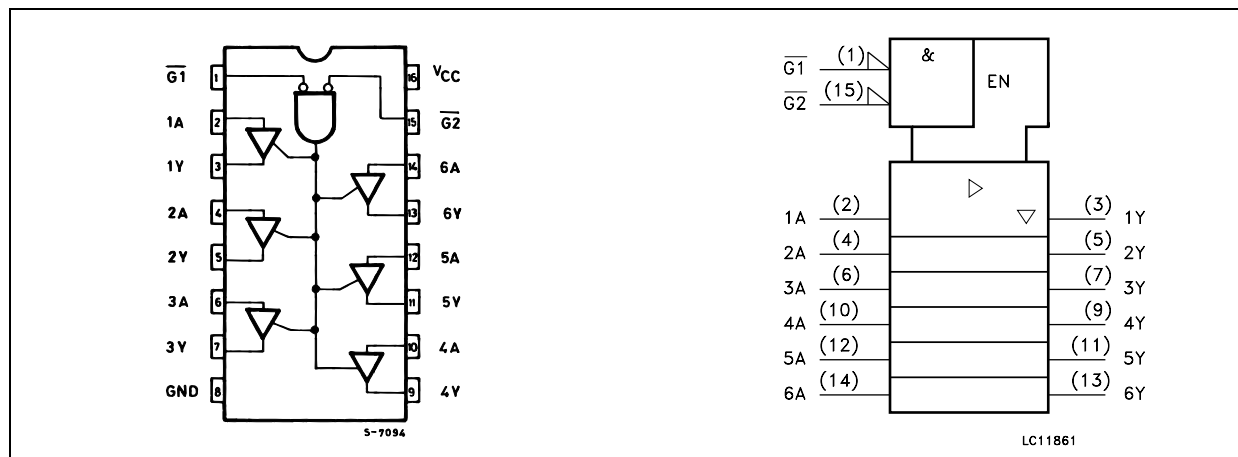 G1 1 16 VCC
1A 2 15 G2
1Y 3 14 6A
2A 4 13 6Y
2Y 5 12 5A
3A 6 11 5Y
3Y 7 10 4A
GND 8 9 4Y
S-7094
G1 (1) & EN
G2 (15)
1A (2) (3) 1Y
2A (4) (5) 2Y
3A (6) (7) 3Y
4A (10) (9) 4Y
5A (12) (11) 5Y
6A (14) (13) 6Y
LC11861